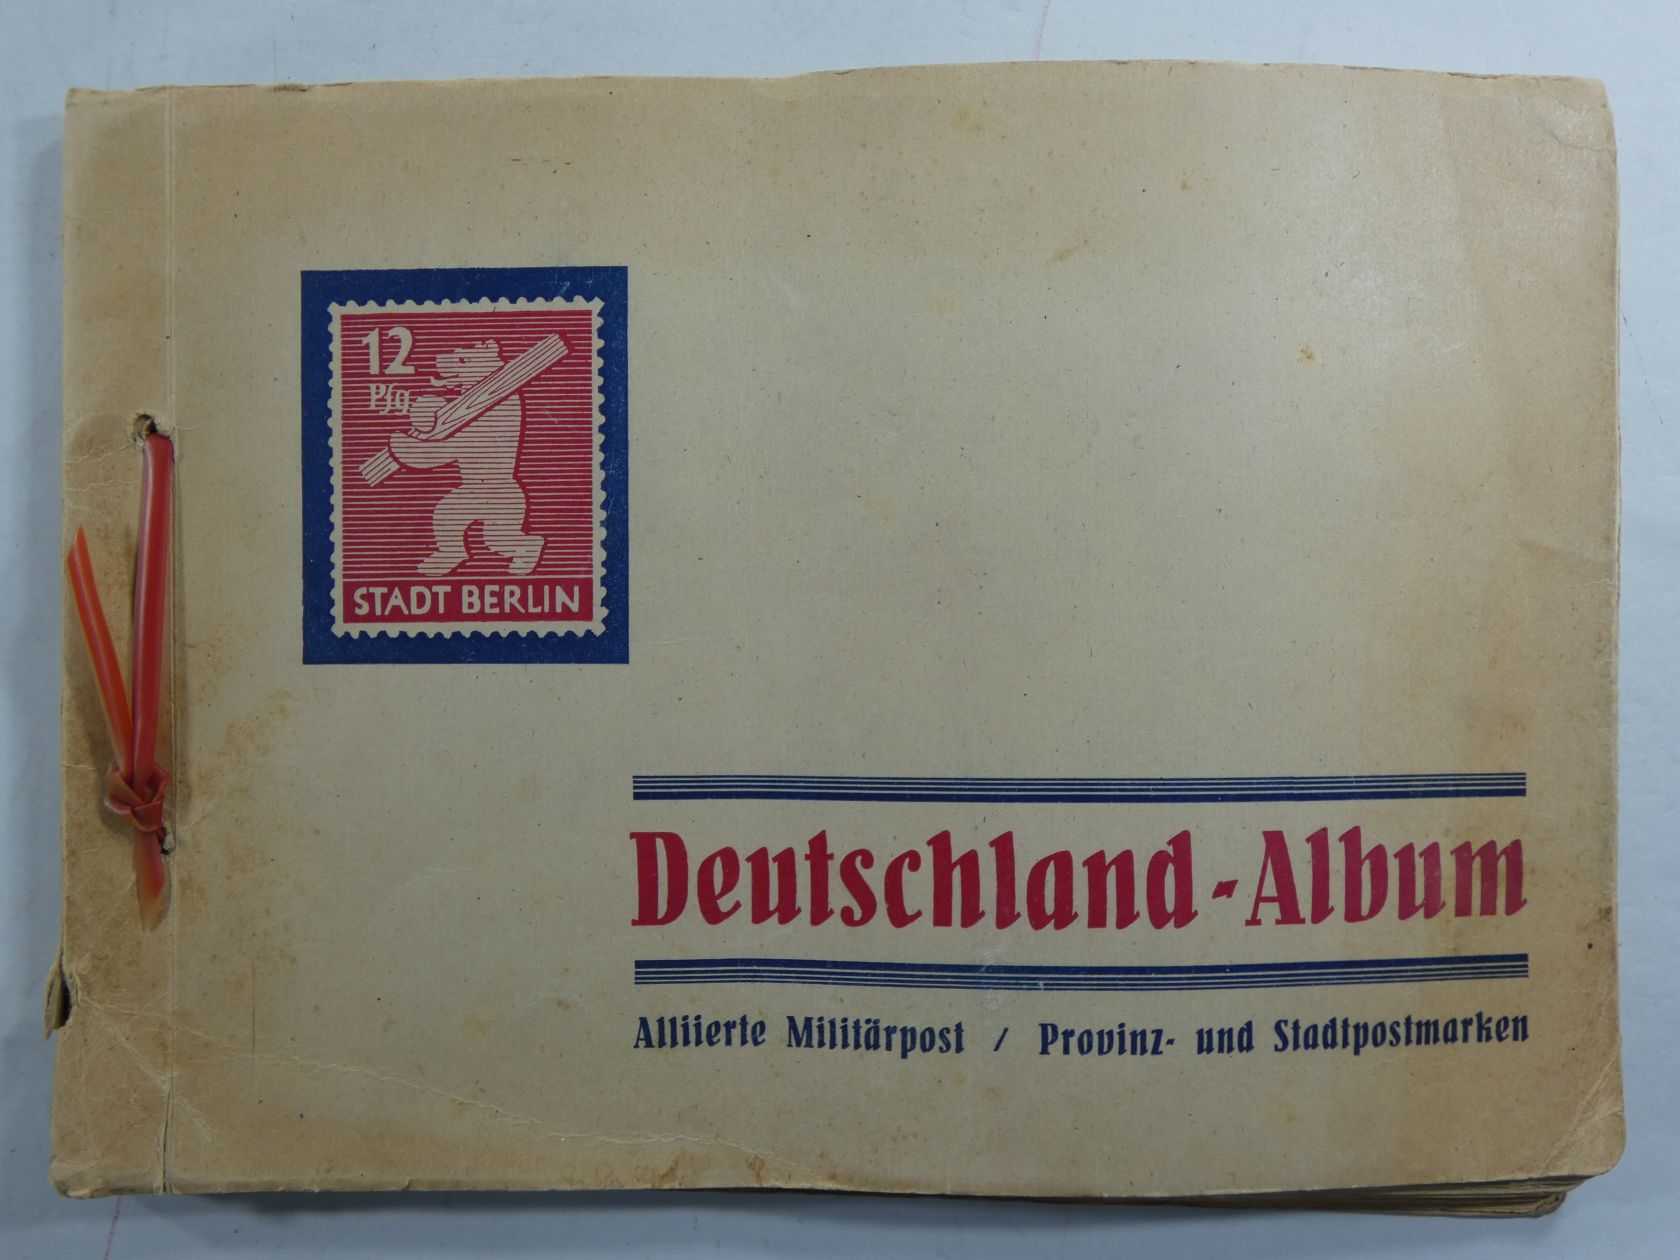 12
Pfg
STADT BERLIN
Deutschland-Album
Alliierte Militärpost / Provinz- und Stadtpostmarken